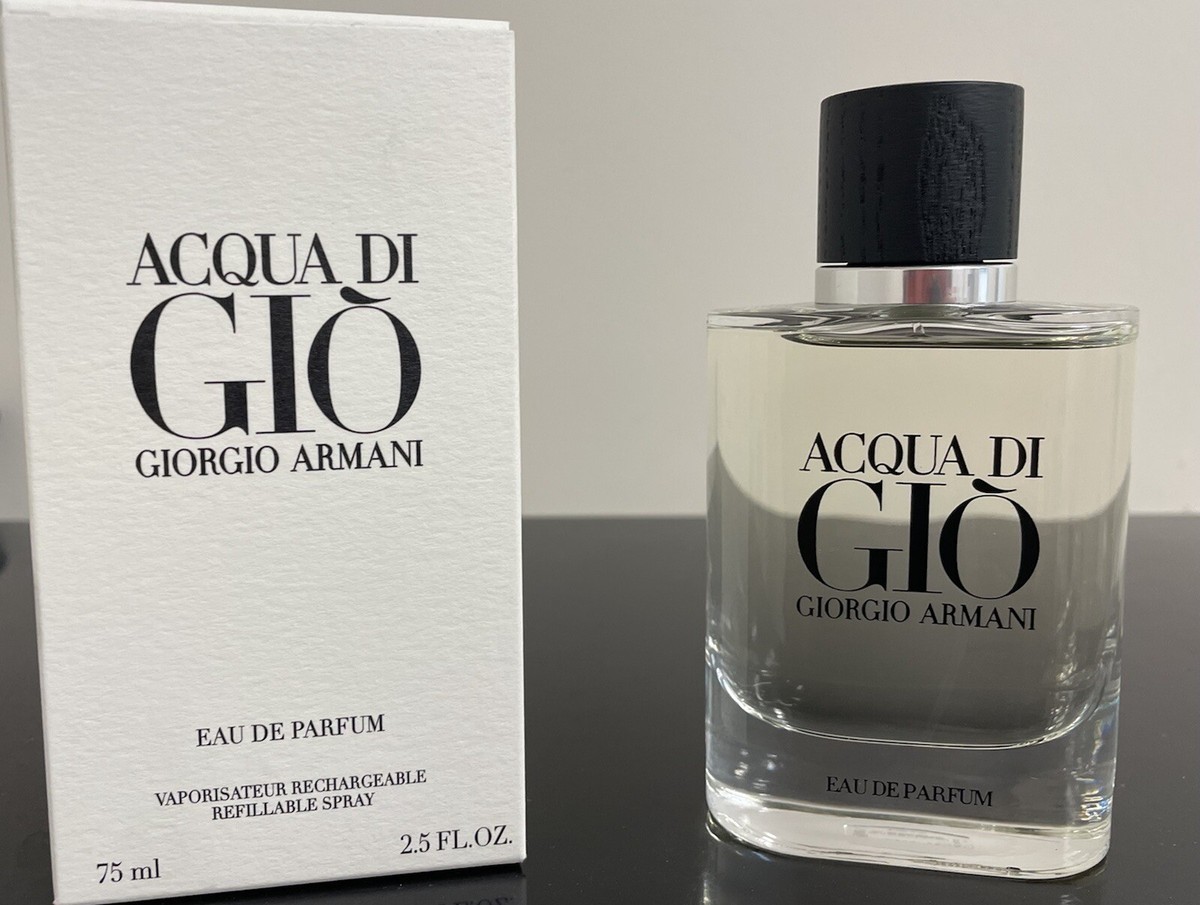 ACQUA DI
GIÒ
GIORGIO ARMANI
EAU DE PARFUM
VAPORISATEUR RECHARGEABLE
REFILLABLE SPRAY
75 ml
2.5 FL.OZ.
ACQUA DI
GIÒ
GIORGIO ARMANI
EAU DE PARFUM